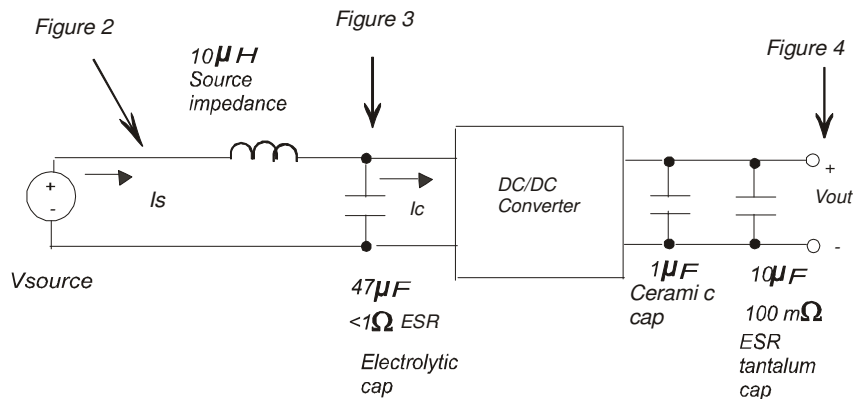 Figure 2
Figure 3
Figure 4
10µH
Source
impedance
+
-
Is
Ic
DC/DC
Converter
+
Vout
-
Vsource
47µF
<1Ω ESR
Electrolytic
cap
1µF
Cerami c
cap
10µF
100 mΩ
ESR
tantalum
cap